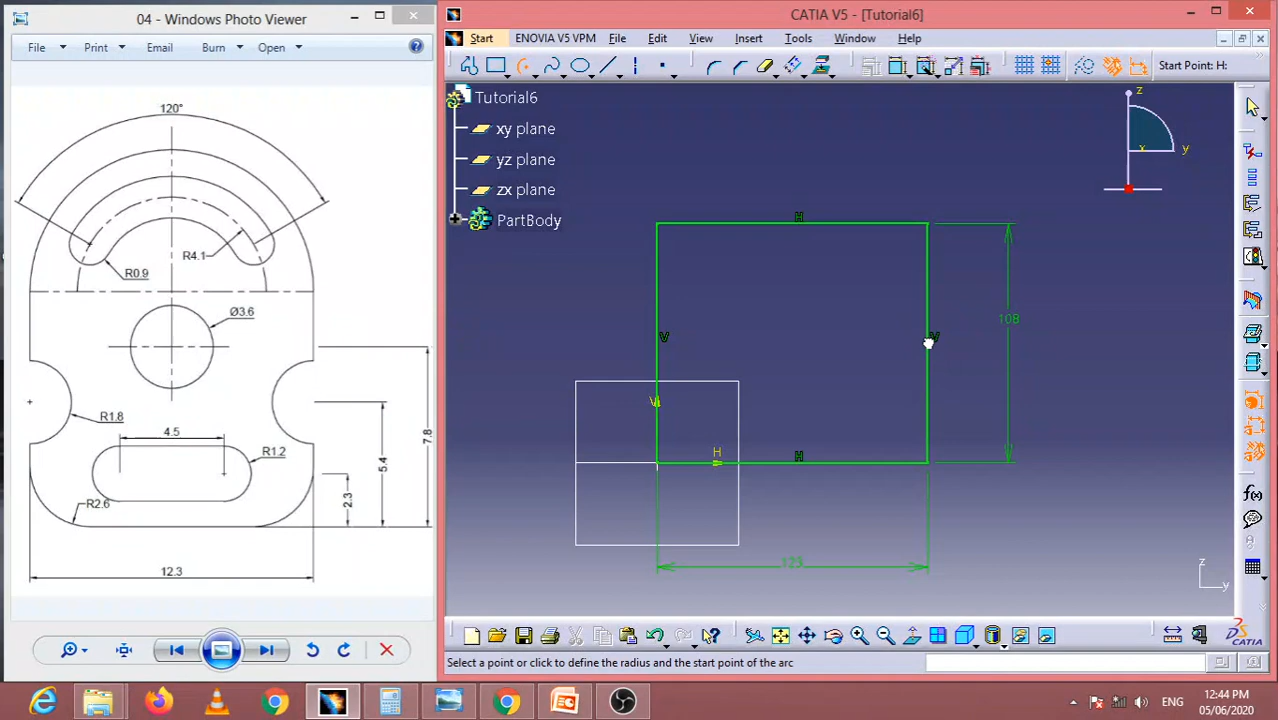 04 - Windows Photo Viewer
File Print Email Burn Open
120°
R0.9
R4.1
Ø3.6
R1.8
4.5
R1.2
R2.6
2.3
5.4
7.8
12.3
CATIA V5 - [Tutorial6]
Start ENOVIA V5 VPM File Edit View Insert Tools Window Help
Start Point: H:
Tutorial6
xy plane
yz plane
zx plane
PartBody
z
x
y
H
V
V
108
V
H
H
123
z
y
CATIA
Select a point or click to define the radius and the start point of the arc
ENG
12:44 PM
05/06/2020